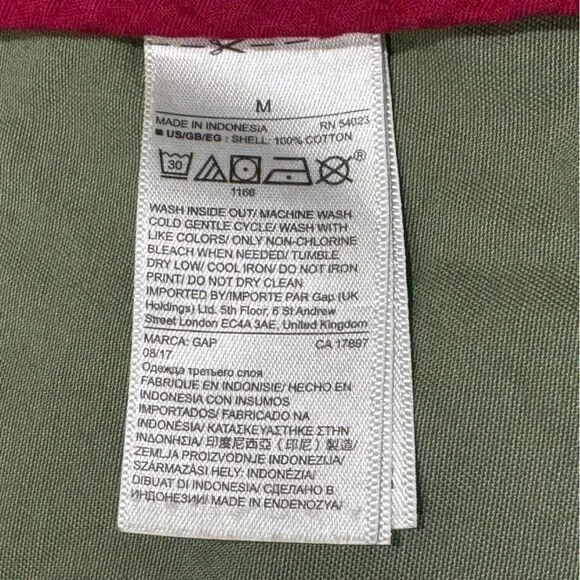 M
MADE IN INDONESIA RN 54023
■ US/GB/EG : SHELL: 100% COTTON
30
®
1166
WASH INSIDE OUT/ MACHINE WASH
COLD GENTLE CYCLE/ WASH WITH
LIKE COLORS/ ONLY NON-CHLORINE
BLEACH WHEN NEEDED/ TUMBLE
DRY LOW/ COOL IRON/ DO NOT IRON
PRINT/ DO NOT DRY CLEAN
IMPORTED BY/IMPORTE PAR Gap (UK
Holdings) Ltd. 5th Floor, 6 St Andrew
Street London EC4A 3AE, United Kingdom
MARCA: GAP CA 17897
08/17
Одежда третьего слоя
FABRIQUE EN INDONISIE/ HECHO EN
INDONESIA CON INSUMOS
IMPORTADOS/ FABRICADO NA
INDONÉSIA/ ΚΑΤΑΣΚΕΥΑΣΤΗΚΕ ΣΤΗΝ
ΙΝΔΟΝΗΣΙΑ/ 印度尼西亞 (印尼) 製造/
ZEMLJA PROIZVODNJE INDONEZIJA/
SZÁRMAZÁSI HELY: INDONÉZIA/
DIBUAT DI INDONESIA/ СДЕЛАНО В
ИНДОНЕЗИИ/ MADE IN ENDENOZYA/